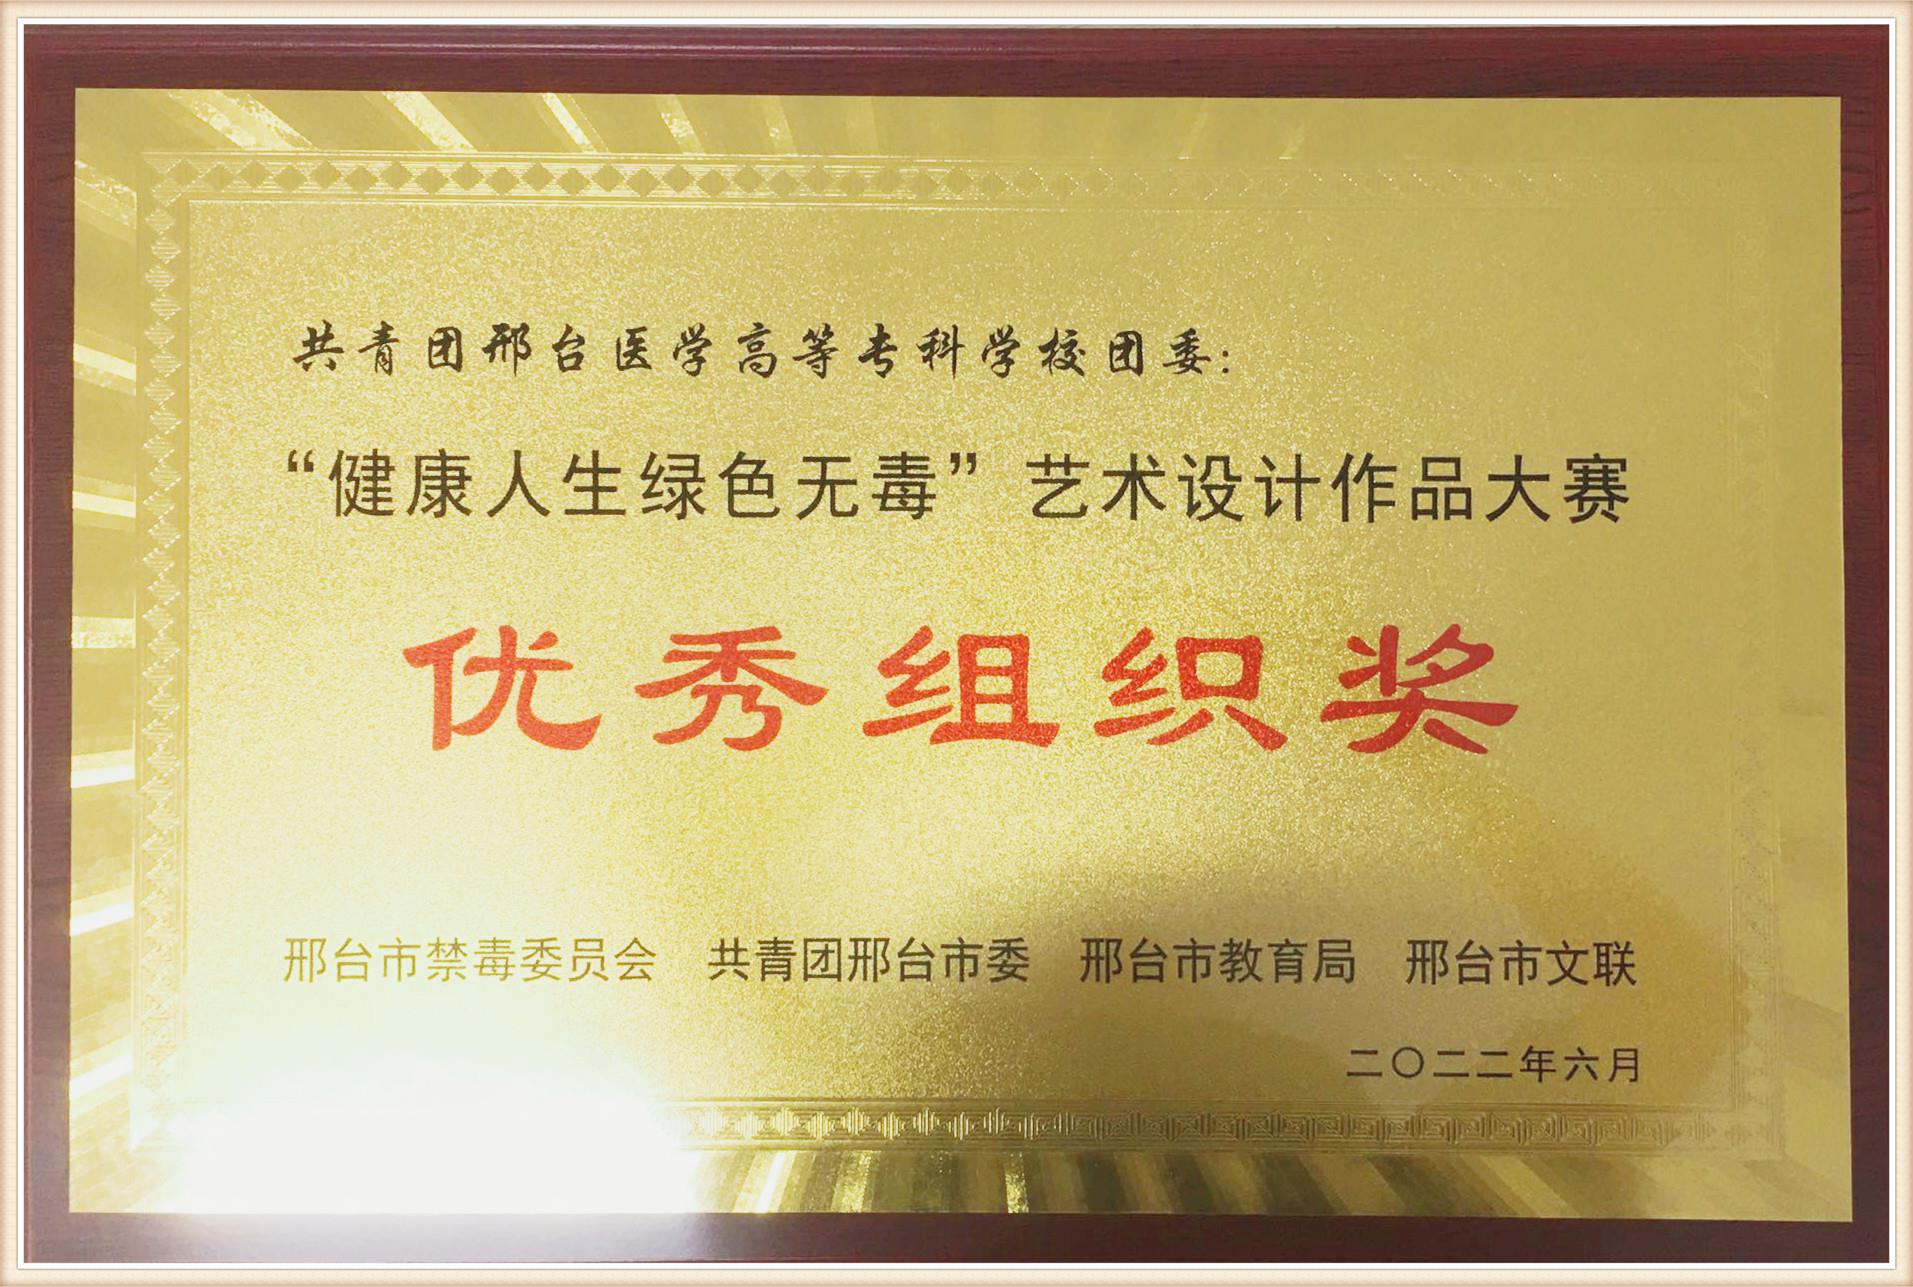 共青团邢台医学高等专科学校团委：
“健康人生绿色无毒”艺术设计作品大赛
优秀组织奖
邢台市禁毒委员会 共青团邢台市委 邢台市教育局 邢台市文联
二〇二二年六月